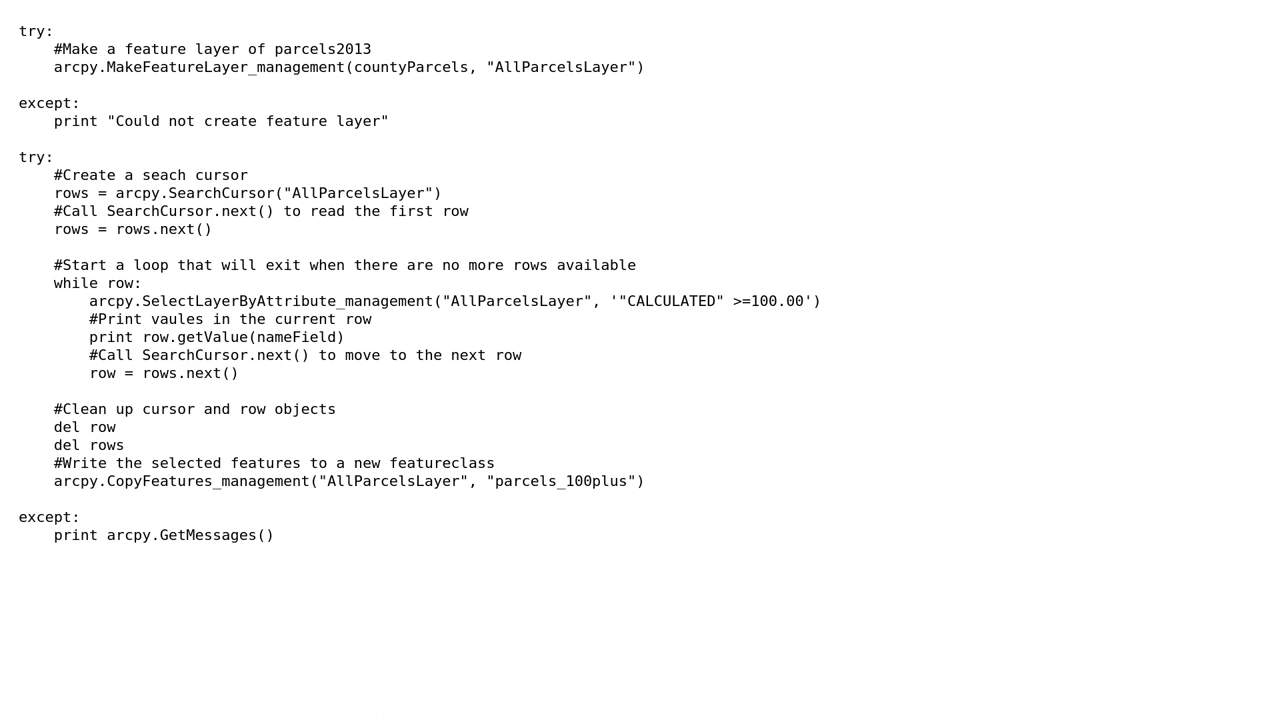 try:
    #Make a feature layer of parcels2013
    arcpy.MakeFeatureLayer_management(countyParcels, "AllParcelsLayer")

except:
    print "Could not create feature layer"

try:
    #Create a seach cursor
    rows = arcpy.SearchCursor("AllParcelsLayer")
    #Call SearchCursor.next() to read the first row
    rows = rows.next()

    #Start a loop that will exit when there are no more rows available
    while row:
        arcpy.SelectLayerByAttribute_management("AllParcelsLayer", '"CALCULATED" >=100.00')
        #Print vaules in the current row
        print row.getValue(nameField)
        #Call SearchCursor.next() to move to the next row
        row = rows.next()

    #Clean up cursor and row objects
    del row
    del rows
    #Write the selected features to a new featureclass
    arcpy.CopyFeatures_management("AllParcelsLayer", "parcels_100plus")

except:
    print arcpy.GetMessages()